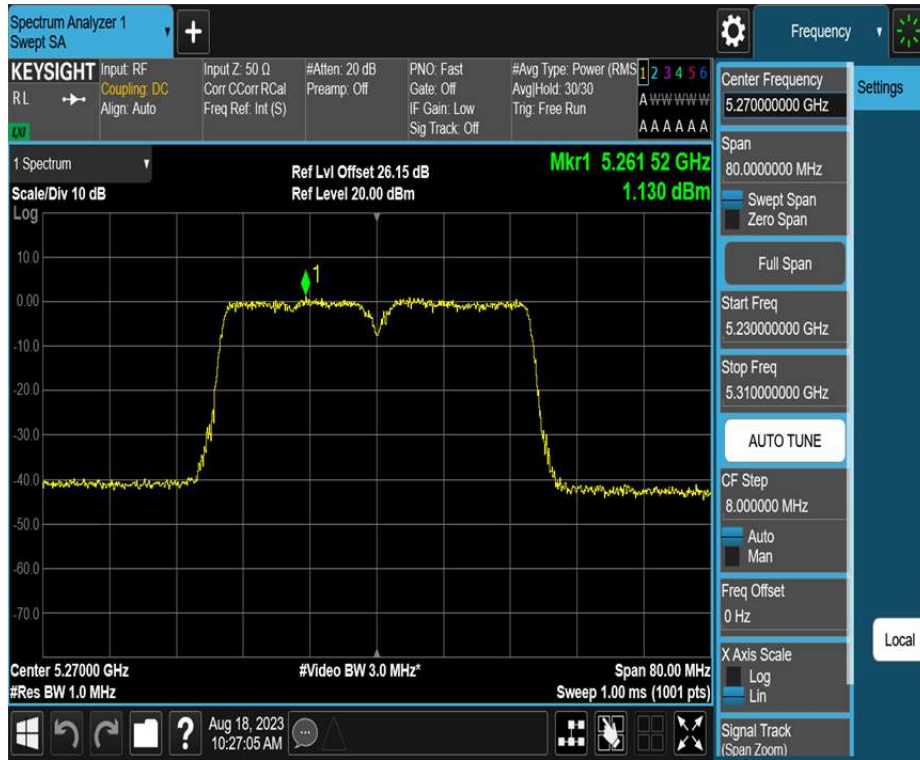 Spectrum Analyzer 1
Swept SA
+
Frequency
KEYSIGHT
R L
LXI
Input: RF
Coupling: DC
Align: Auto
Input Z: 50 Ω
Corr CCorr RCal
Freq Ref: Int (S)
#Atten: 20 dB
Preamp: Off
PNO: Fast
Gate: Off
IF Gain: Low
Sig Track: Off
#Avg Type: Power (RMS
Avg|Hold: 30/30
Trig: Free Run
1 2 3 4 5 6
A W W W W W
A A A A A A
1 Spectrum
Scale/Div 10 dB
Log
Ref Lvl Offset 26.15 dB
Ref Level 20.00 dBm
Mkr1 5.261 52 GHz
1.130 dBm
10.0
0.00
-10.0
-20.0
-30.0
-40.0
-50.0
-60.0
-70.0
1
Center 5.27000 GHz
#Res BW 1.0 MHz
#Video BW 3.0 MHz*
Span 80.00 MHz
Sweep 1.00 ms (1001 pts)
?
Aug 18, 2023
10:27:05 AM
Center Frequency
5.27000000 GHz
Span
80.0000000 MHz
Swept Span
Zero Span
Full Span
Start Freq
5.230000000 GHz
Stop Freq
5.310000000 GHz
AUTO TUNE
CF Step
8.000000 MHz
Auto
Man
Freq Offset
0 Hz
X Axis Scale
Log
Lin
Signal Track
(Span Zoom)
Settings
Local